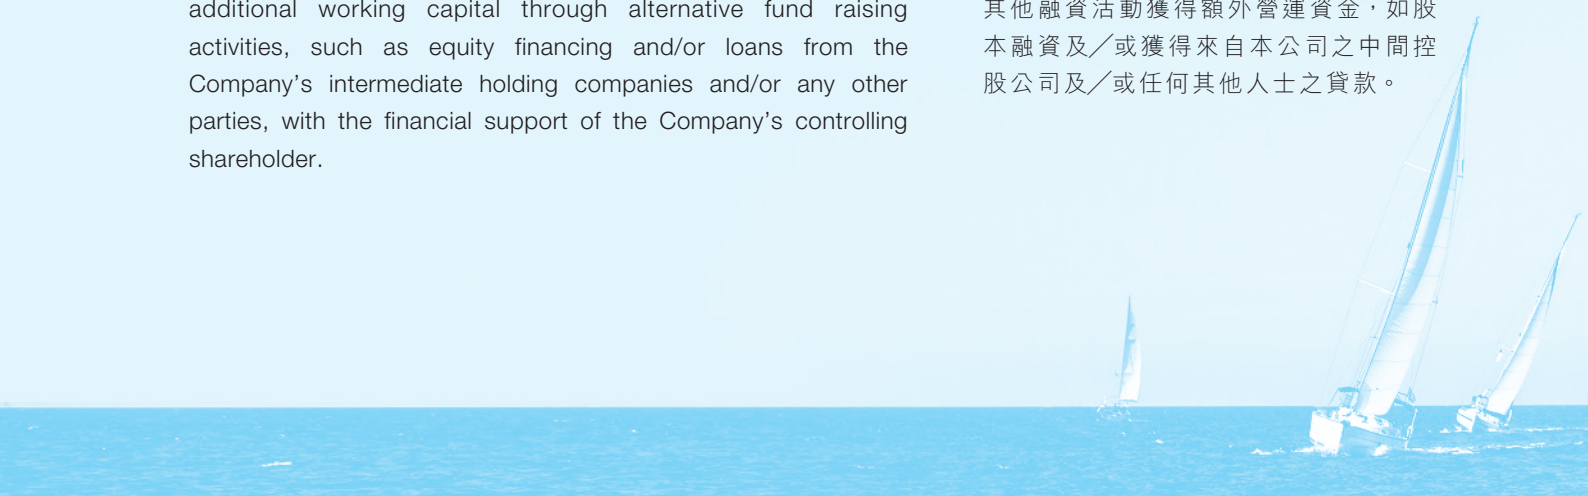 additional working capital through alternative fund raising
activities, such as equity financing and/or loans from the
Company’s intermediate holding companies and/or any other
parties, with the financial support of the Company’s controlling
shareholder.
其他融資活動獲得額外營運資金，如股
本融資及╱或獲得來自本公司之中間控
股公司及╱或任何其他人士之貸款。